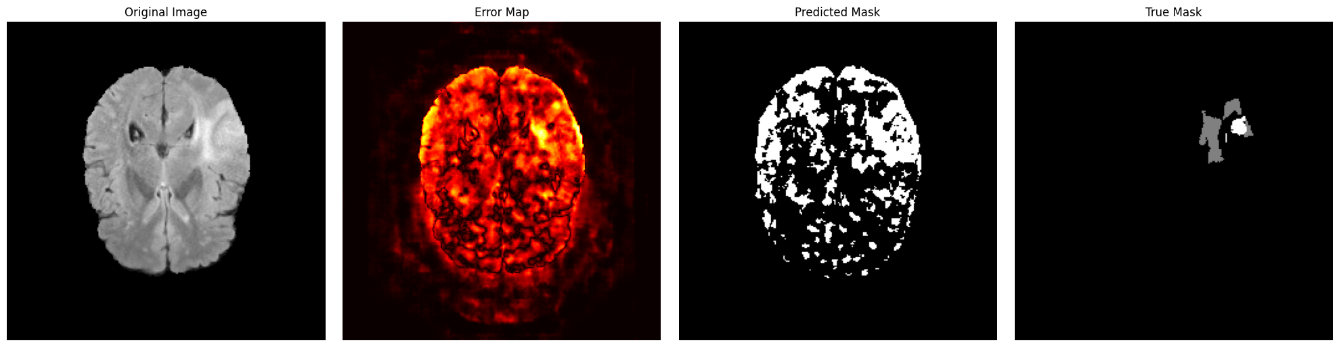 Original Image
Error Map
Predicted Mask
True Mask